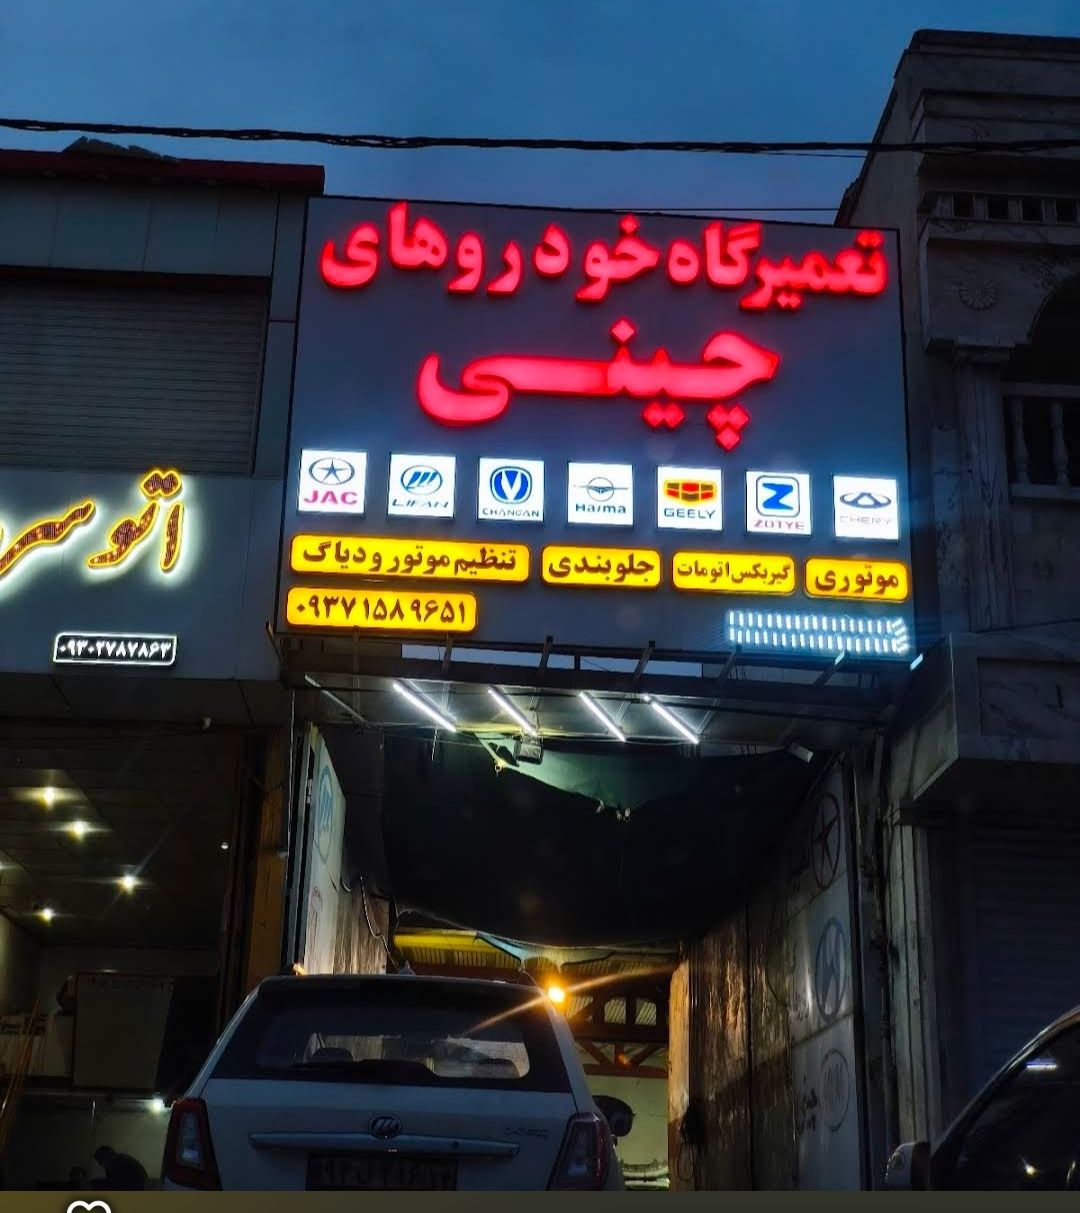 تعمیرگاه خودروهای
چینی
JAC
LIFAN
CHANGAN
Haima
GEELY
ZOTYE
CHERY
موتوری
گیربکس اتومات
جلوبندی
تنظیم موتور و دیاگ
۰۹۳۷۱۵۸۹۶۵۱
اتو
۰۹۳۰۲۷۸۷۸۶۳